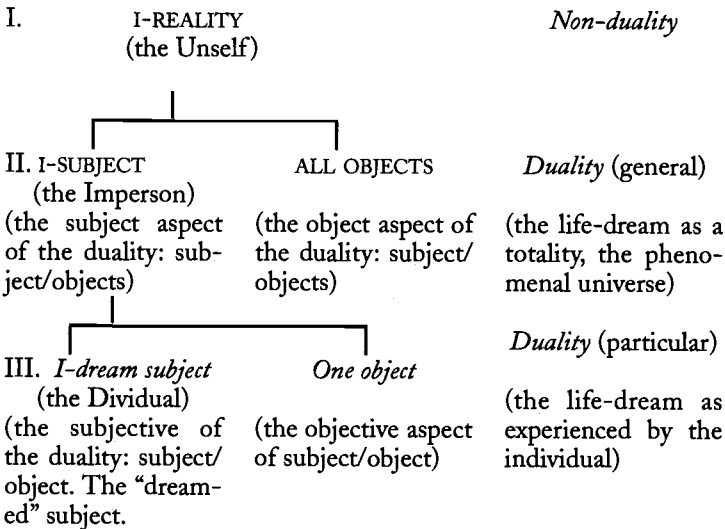 I. I-REALITY Non-duality
(the Unself)
II. I-SUBJECT ALL OBJECTS Duality (general)
(the Imperson)
(the subject aspect (the object aspect of (the life-dream as a
of the duality: sub- the duality: subject/ totality, the pheno-
ject/objects) objects) menal universe)
Duality (particular)
III. I-dream subject One object
(the Dividual) (the life-dream as
(the subjective of (the objective aspect experienced by the
the duality: subject/ of subject/object) individual)
object. The “dream-
ed” subject.